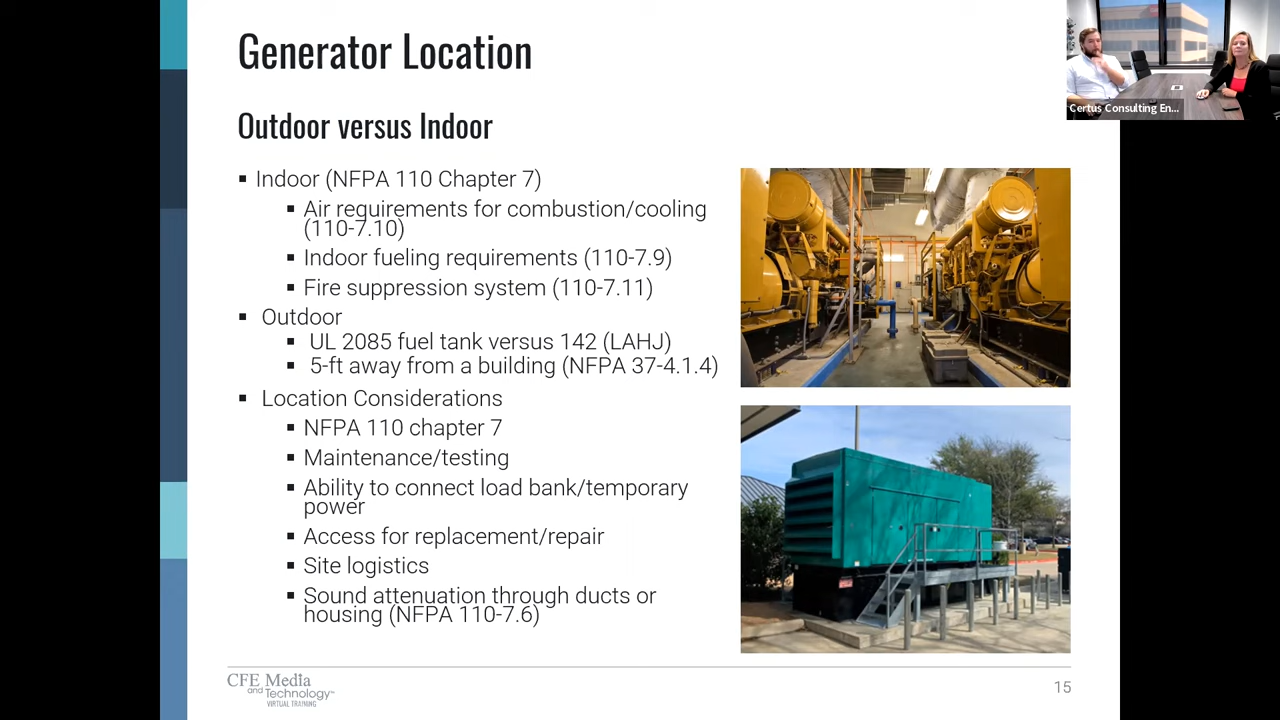 Generator Location
Outdoor versus Indoor
▪ Indoor (NFPA 110 Chapter 7)
▪ Air requirements for combustion/cooling
(110-7.10)
▪ Indoor fueling requirements (110-7.9)
▪ Fire suppression system (110-7.11)
▪ Outdoor
▪ UL 2085 fuel tank versus 142 (LAHJ)
▪ 5-ft away from a building (NFPA 37-4.1.4)
▪ Location Considerations
▪ NFPA 110 chapter 7
▪ Maintenance/testing
▪ Ability to connect load bank/temporary
power
▪ Access for replacement/repair
▪ Site logistics
▪ Sound attenuation through ducts or
housing (NFPA 110-7.6)
Certus Consulting En...
CFE Media
and Technology™
VIRTUAL TRAINING
15